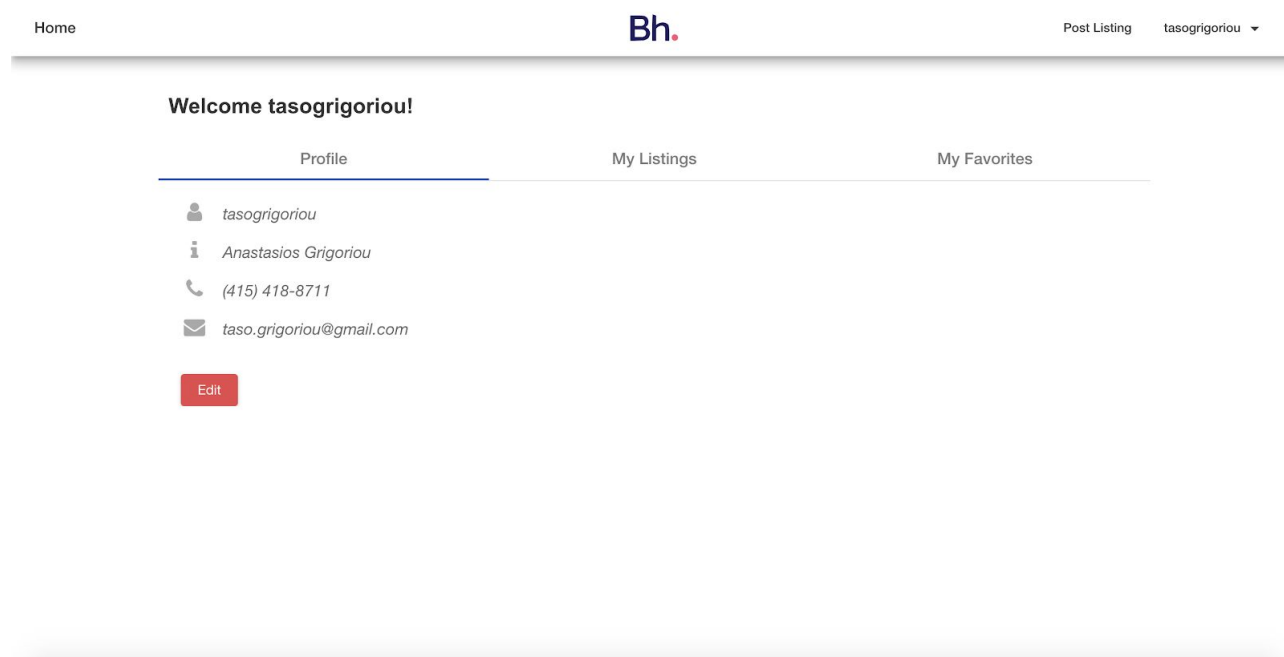 Home
Bh.
Post Listing
tasogrigoriou
Welcome tasogrigoriou!
Profile
My Listings
My Favorites
tasogrigoriou
Anastasios Grigoriou
(415) 418-8711
taso.grigoriou@gmail.com
Edit